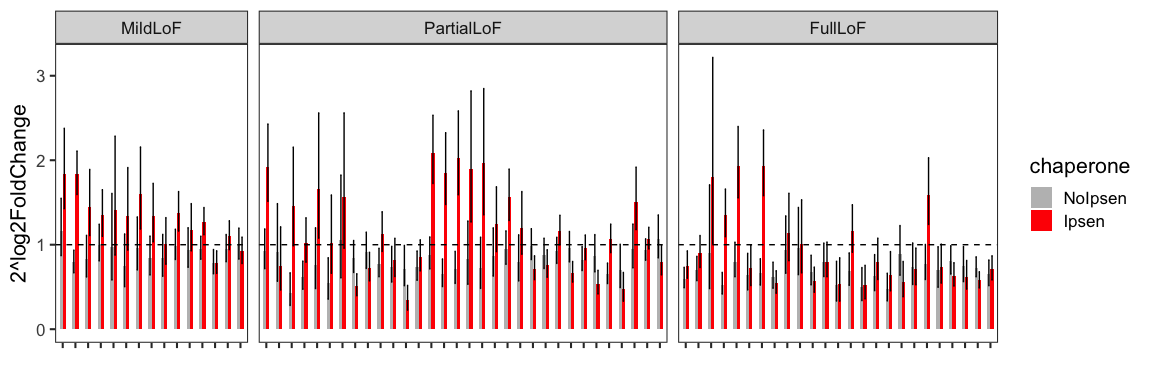 MildLoF
PartialLoF
FullLoF
2^log2FoldChange
3
2
1
0
chaperone
NoIpsen
Ipsen